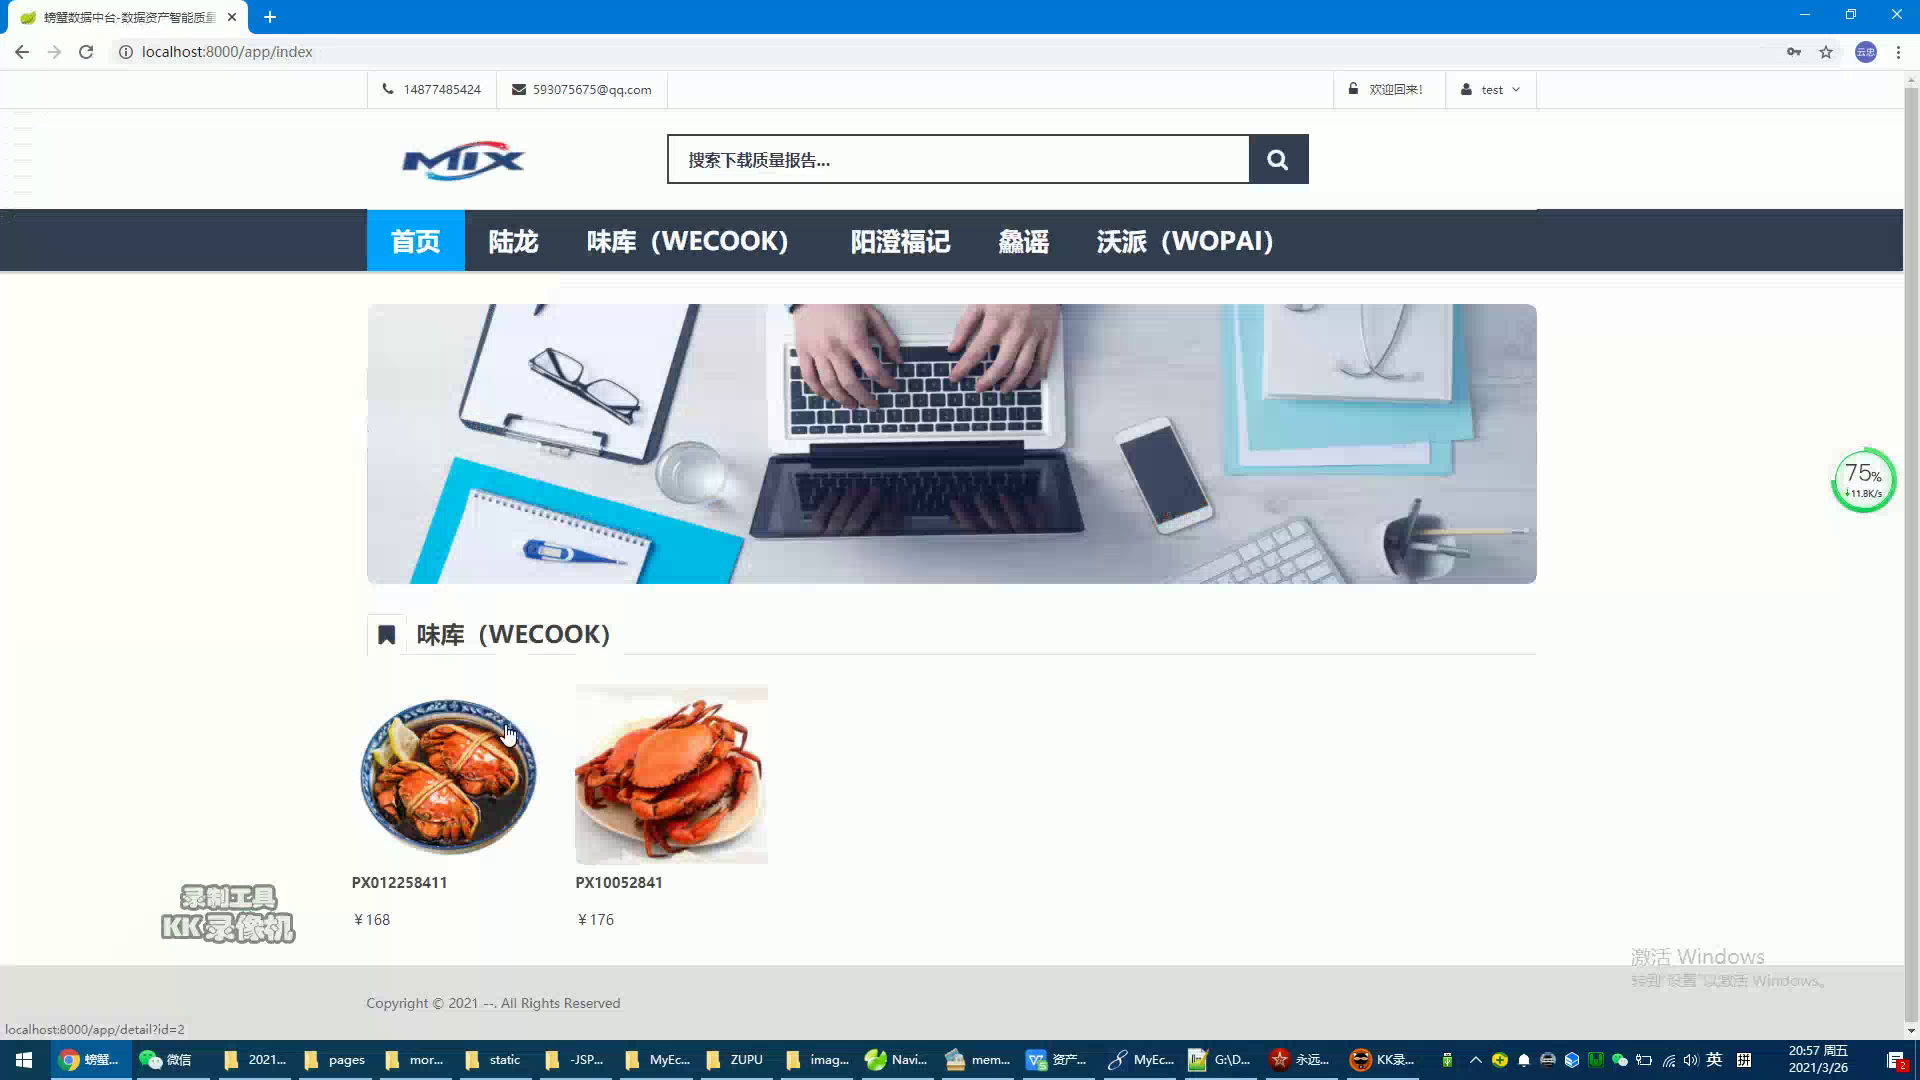 螃蟹数据中台-数据资产智能质量
localhost:8000/app/index
云忠
14877485424
593075675@qq.com
欢迎回来!
test
MIX
搜索下载质量报告...
首页
陆龙
味库（WECOOK）
阳澄福记
鱻谣
沃派（WOPAI）
75%
11.8K/s
味库（WECOOK）
PX012258411
PX10052841
¥168
¥176
录制工具
KK录像机
激活 Windows
转到"设置"以激活 Windows。
Copyright © 2021 --. All Rights Reserved
localhost:8000/app/detail?id=2
螃蟹...
微信
2021...
pages
mor...
static
-JSP...
MyEc...
ZUPU
imag...
Navi...
mem...
资产...
MyEc...
G:\D...
永远...
KK录...
英
拼
20:57 周五
2021/3/26
2